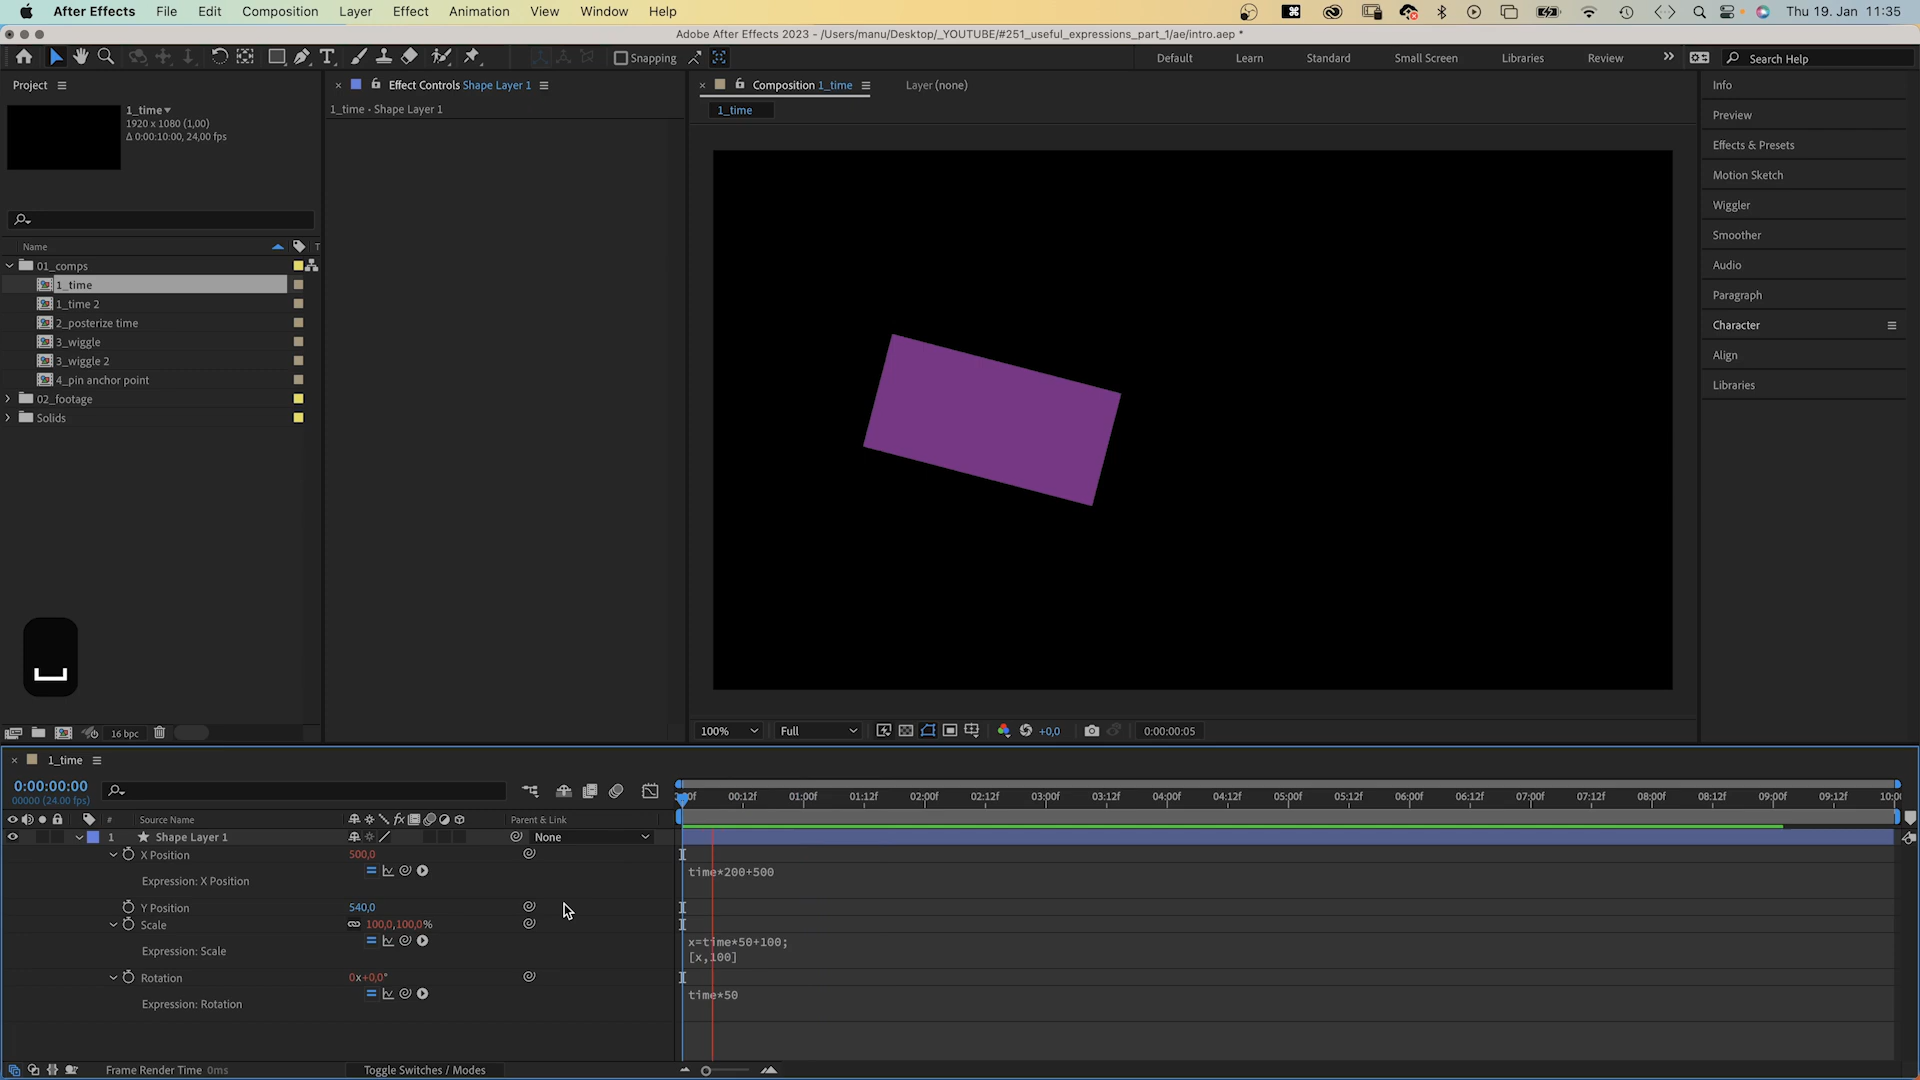 After Effects File Edit Composition Layer Effect Animation View Window Help Thu 19. Jan 11:35
Adobe After Effects 2023 - /Users/manu/Desktop/_YOUTUBE/#251_useful_expressions_part_1/ae/intro.aep *
Snapping Default Learn Standard Small Screen Libraries Review Search Help
Project
1_time
1920 x 1080 (1,00)
Δ 0:00:10:00, 24,00 fps
Name T
01_comps
1_time
1_time 2
2_posterize time
3_wiggle
3_wiggle 2
4_pin anchor point
02_footage
Solids
16 bpc
Effect Controls Shape Layer 1
1_time • Shape Layer 1
Composition 1_time Layer (none)
1_time
100% Full +0,0 0:00:00:05
Info
Preview
Effects & Presets
Motion Sketch
Wiggler
Smoother
Audio
Paragraph
Character
Align
Libraries
1_time
0:00:00:00
00000 (24.00 fps)
00:12f 01:00f 01:12f 02:00f 02:12f 03:00f 03:12f 04:00f 04:12f 05:00f 05:12f 06:00f 06:12f 07:00f 07:12f 08:00f 08:12f 09:00f 09:12f
# Source Name fx Parent & Link
1 Shape Layer 1 None
X Position 500,0
time*200+500
Expression: X Position
Y Position 540,0
Scale 100,0,100,0%
x=time*50+100;
[x,100]
Expression: Scale
Rotation 0x+0,0°
time*50
Expression: Rotation
Frame Render Time 0ms Toggle Switches / Modes